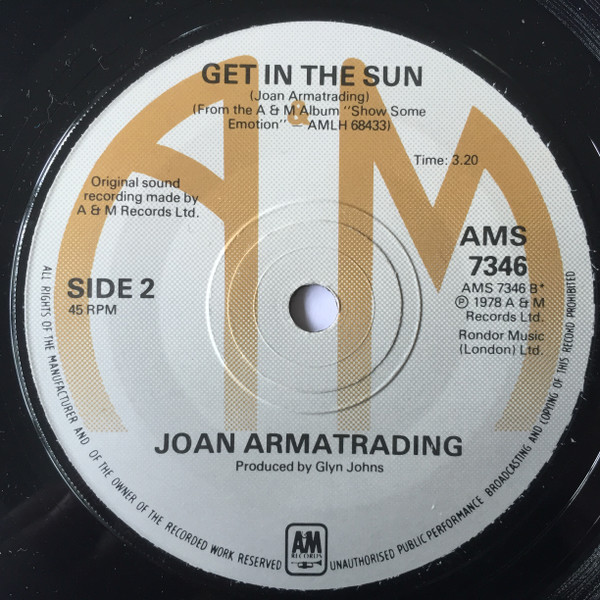 GET IN THE SUN
(Joan Armatrading)
(From the A & M Album "Show Some
Emotion" – AMLH 68433)
Time: 3.20
Original sound
recording made by
A & M Records Ltd.
SIDE 2
45 RPM
AMS
7346
AMS 7346 B*
℗ 1978 A & M
Records Ltd.
Rondor Music
(London) Ltd.
JOAN ARMATRADING
Produced by Glyn Johns
ALL RIGHTS OF THE MANUFACTURER AND OF THE OWNER OF THE RECORDED WORK RESERVED
UNAUTHORISED PUBLIC PERFORMANCE BROADCASTING AND COPYING OF THIS RECORD PROHIBITED
A&M
RECORDS
A&M